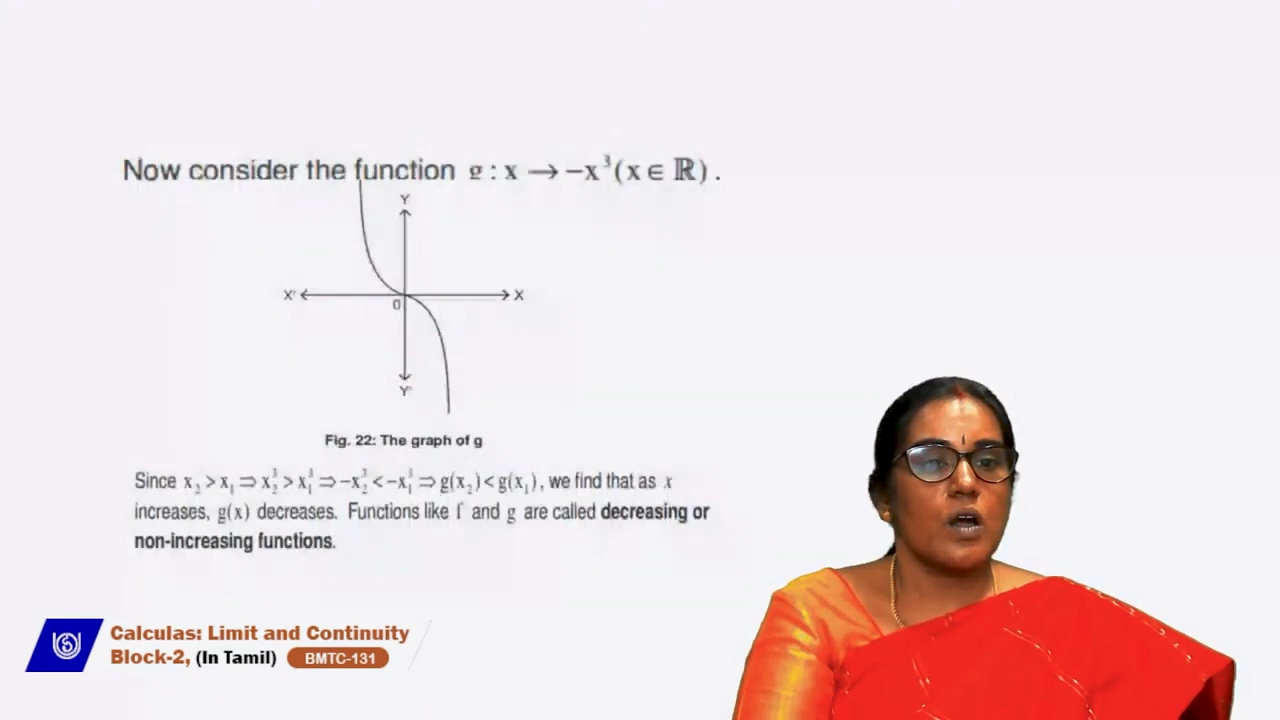 Now consider the function g : x → −x³ (x ∈ ℝ) .
Y
X' X
0
Y'
Fig. 22: The graph of g
Since x₂ > x₁ ⇒ x₂³ > x₁³ ⇒ −x₂³ < −x₁³ ⇒ g(x₂) < g(x₁), we find that as x
increases, g(x) decreases. Functions like f and g are called decreasing or
non-increasing functions.
Calculas: Limit and Continuity
Block-2, (In Tamil) BMTC-131